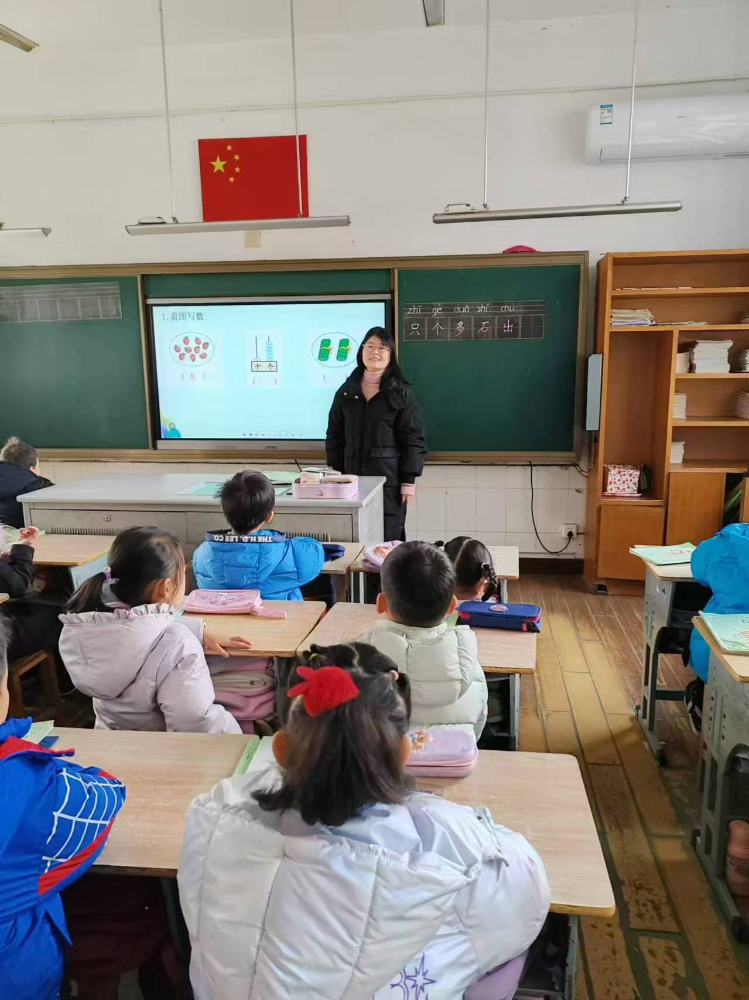 1.看图写数
( 8 )
十 个
( )
(
zhī gè duō shí chū
只 个 多 石 出
THE H.D. LEE CO.